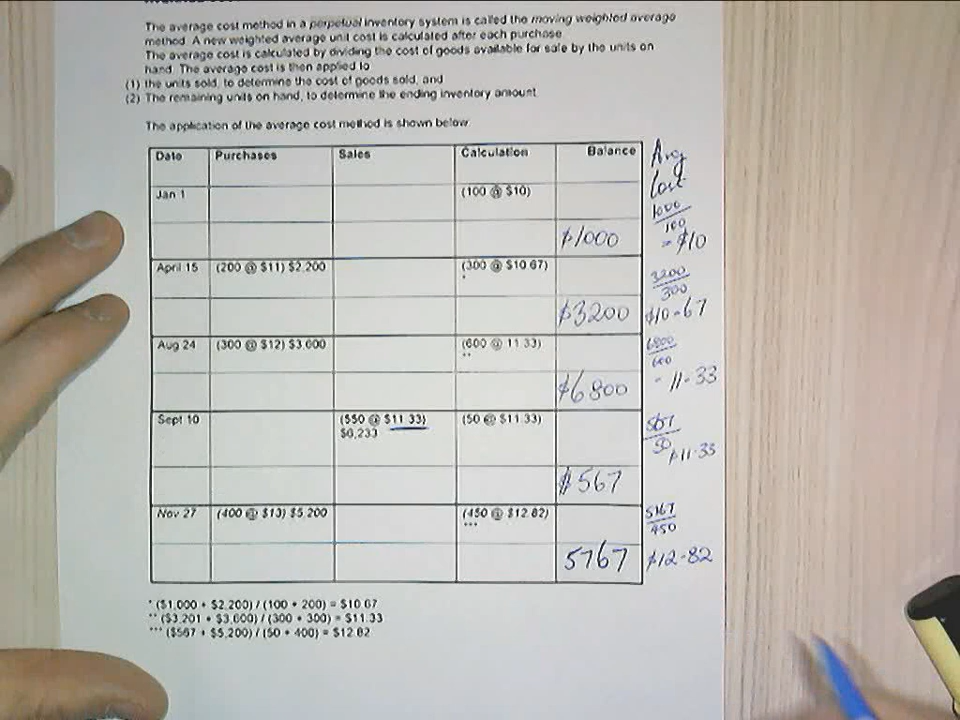 The average cost method in a perpetual inventory system is called the moving weighted average
method. A new weighted average unit cost is calculated after each purchase.
The average cost is calculated by dividing the cost of goods available for sale by the units on
hand. The average cost is then applied to
(1) the units sold, to determine the cost of goods sold, and
(2) The remaining units on hand, to determine the ending inventory amount.
The application of the average cost method is shown below
Date Purchases Sales Calculation Balance Avg
Cost
Jan 1 (100 @ $10) 1000
100
$1000 = $10
April 15 (200 @ $11) $2,200 (300 @ $10.67) 3200
* 300
$3200 $10-67
Aug 24 (300 @ $12) $3,600 (600 @ 11.33) 6800
** 600
$6800 - 11-33
Sept 10 (550 @ $11.33) (50 @ $11.33) 567
$6,233 50
$11-33
$567
Nov 27 (400 @ $13) $5,200 (450 @ $12.82)
*** 450
5767 $12-82
* ($1,000 + $2,200) / (100 + 200) = $10.67
** ($3,201 + $3,600) / (300 + 300) = $11.33
*** ($567 + $5,200) / (50 + 400) = $12.82